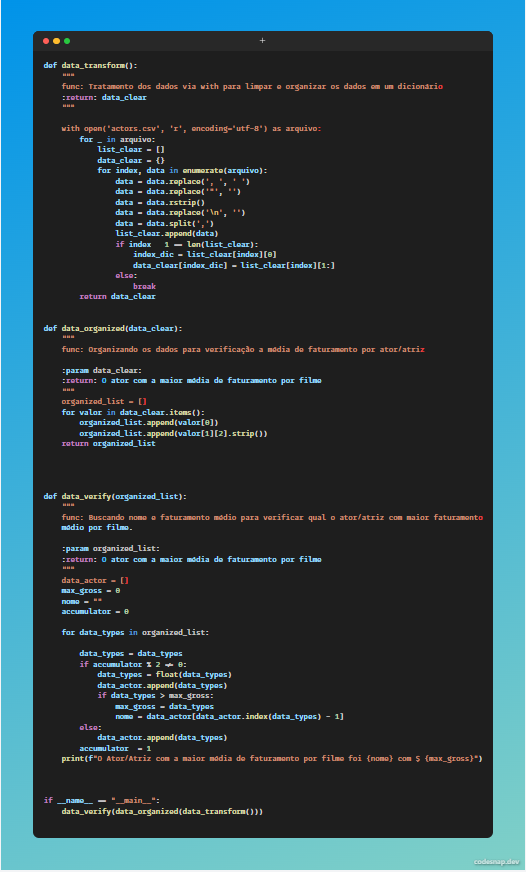 def data_transform():
    """
    func: Tratamento dos dados via with para limpar e organizar os dados em um dicionário
    :return: data_clear
    """

    with open('actors.csv', 'r', encoding='utf-8') as arquivo:
        for _ in arquivo:
            list_clear = []
            data_clear = {}
            for index, data in enumerate(arquivo):
                data = data.replace(', ', ' ')
                data = data.replace('"', '')
                data = data.rstrip()
                data = data.replace('\n', '')
                data = data.split(',')
                list_clear.append(data)
                if index   1 == len(list_clear):
                    index_dic = list_clear[index][0]
                    data_clear[index_dic] = list_clear[index][1:]
                else:
                    break
        return data_clear

def data_organized(data_clear):
    """
    func: Organizando os dados para verificação a média de faturamento por ator/atriz

    :param data_clear:
    :return: O ator com a maior média de faturamento por filme
    """
    organized_list = []
    for valor in data_clear.items():
        organized_list.append(valor[0])
        organized_list.append(valor[1][2].strip())
    return organized_list

def data_verify(organized_list):
    """
    func: Buscando nome e faturamento médio para verificar qual o ator/atriz com maior faturamento
    médio por filme.

    :param organized_list:
    :return: O ator com a maior média de faturamento por filme
    """
    data_actor = []
    max_gross = 0
    nome = ""
    accumulator = 0

    for data_types in organized_list:

        data_types = data_types
        if accumulator % 2 != 0:
            data_types = float(data_types)
            data_actor.append(data_types)
            if data_types > max_gross:
                max_gross = data_types
                nome = data_actor[data_actor.index(data_types) - 1]
        else:
            data_actor.append(data_types)
        accumulator  = 1
    print(f"O Ator/Atriz com a maior média de faturamento por filme foi {nome} com $ {max_gross}")

if __name__ == "__main__":
    data_verify(data_organized(data_transform()))
codesnap.dev